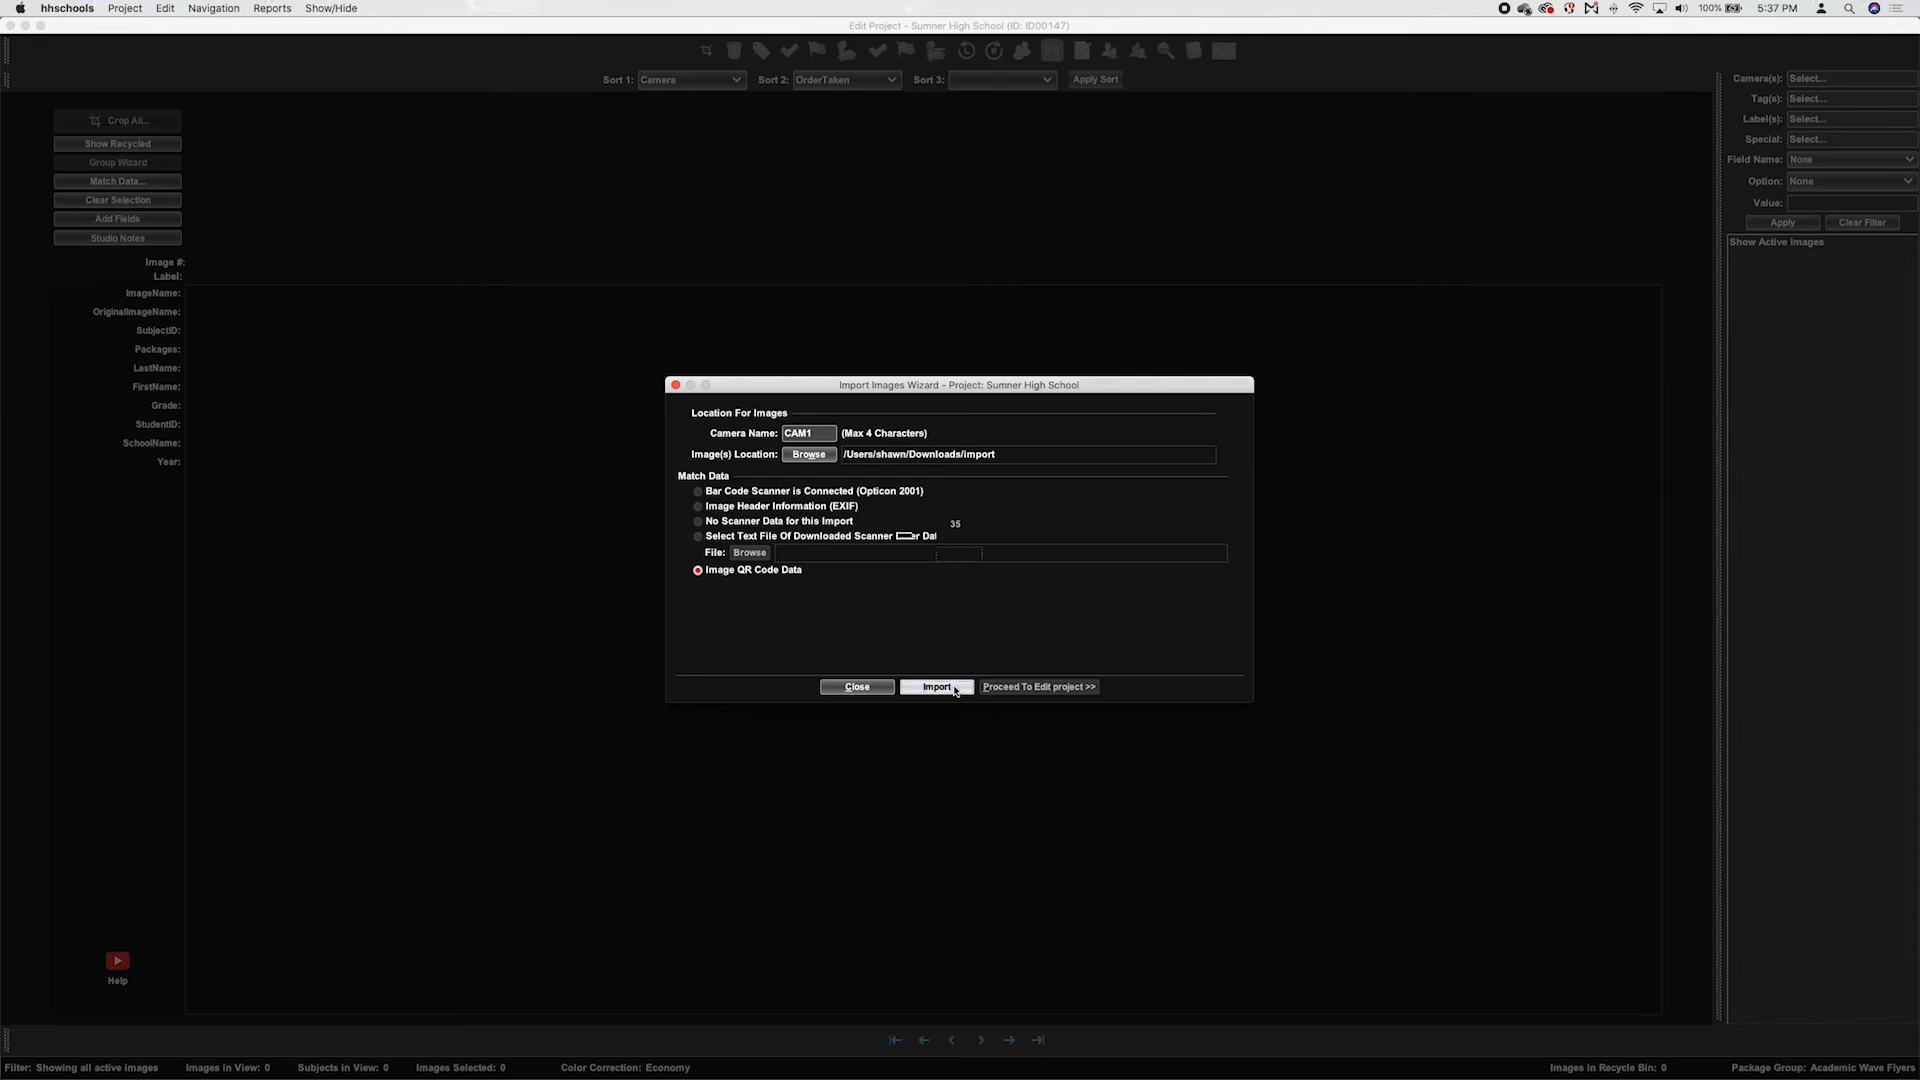 hhschools Project Edit Navigation Reports Show/Hide 100% 5:37 PM
Edit Project - Sumner High School (ID: ID00147)
Sort 1: Camera Sort 2: OrderTaken Sort 3: Apply Sort
Crop All...
Show Recycled
Group Wizard
Match Data...
Clear Selection
Add Fields
Studio Notes
Image #:
Label:
ImageName:
OriginalImageName:
SubjectID:
Packages:
LastName:
FirstName:
Grade:
StudentID:
SchoolName:
Year:
Help
Import Images Wizard - Project: Sumner High School
Location For Images
Camera Name: CAM1 (Max 4 Characters)
Image(s) Location: Browse /Users/shawn/Downloads/import
Match Data
Bar Code Scanner is Connected (Opticon 2001)
Image Header Information (EXIF)
No Scanner Data for this Import
35
Select Text File Of Downloaded Scanner
File: Browse
Image QR Code Data
Close Import Proceed To Edit project >>
Camera(s): Select...
Tag(s): Select...
Label(s): Select...
Special: Select...
Field Name: None
Option: None
Value:
Apply Clear Filter
Show Active Images
Filter: Showing all active images Images in View: 0 Subjects in View: 0 Images Selected: 0 Color Correction: Economy Images in Recycle Bin: 0 Package Group: Academic Wave Flyers